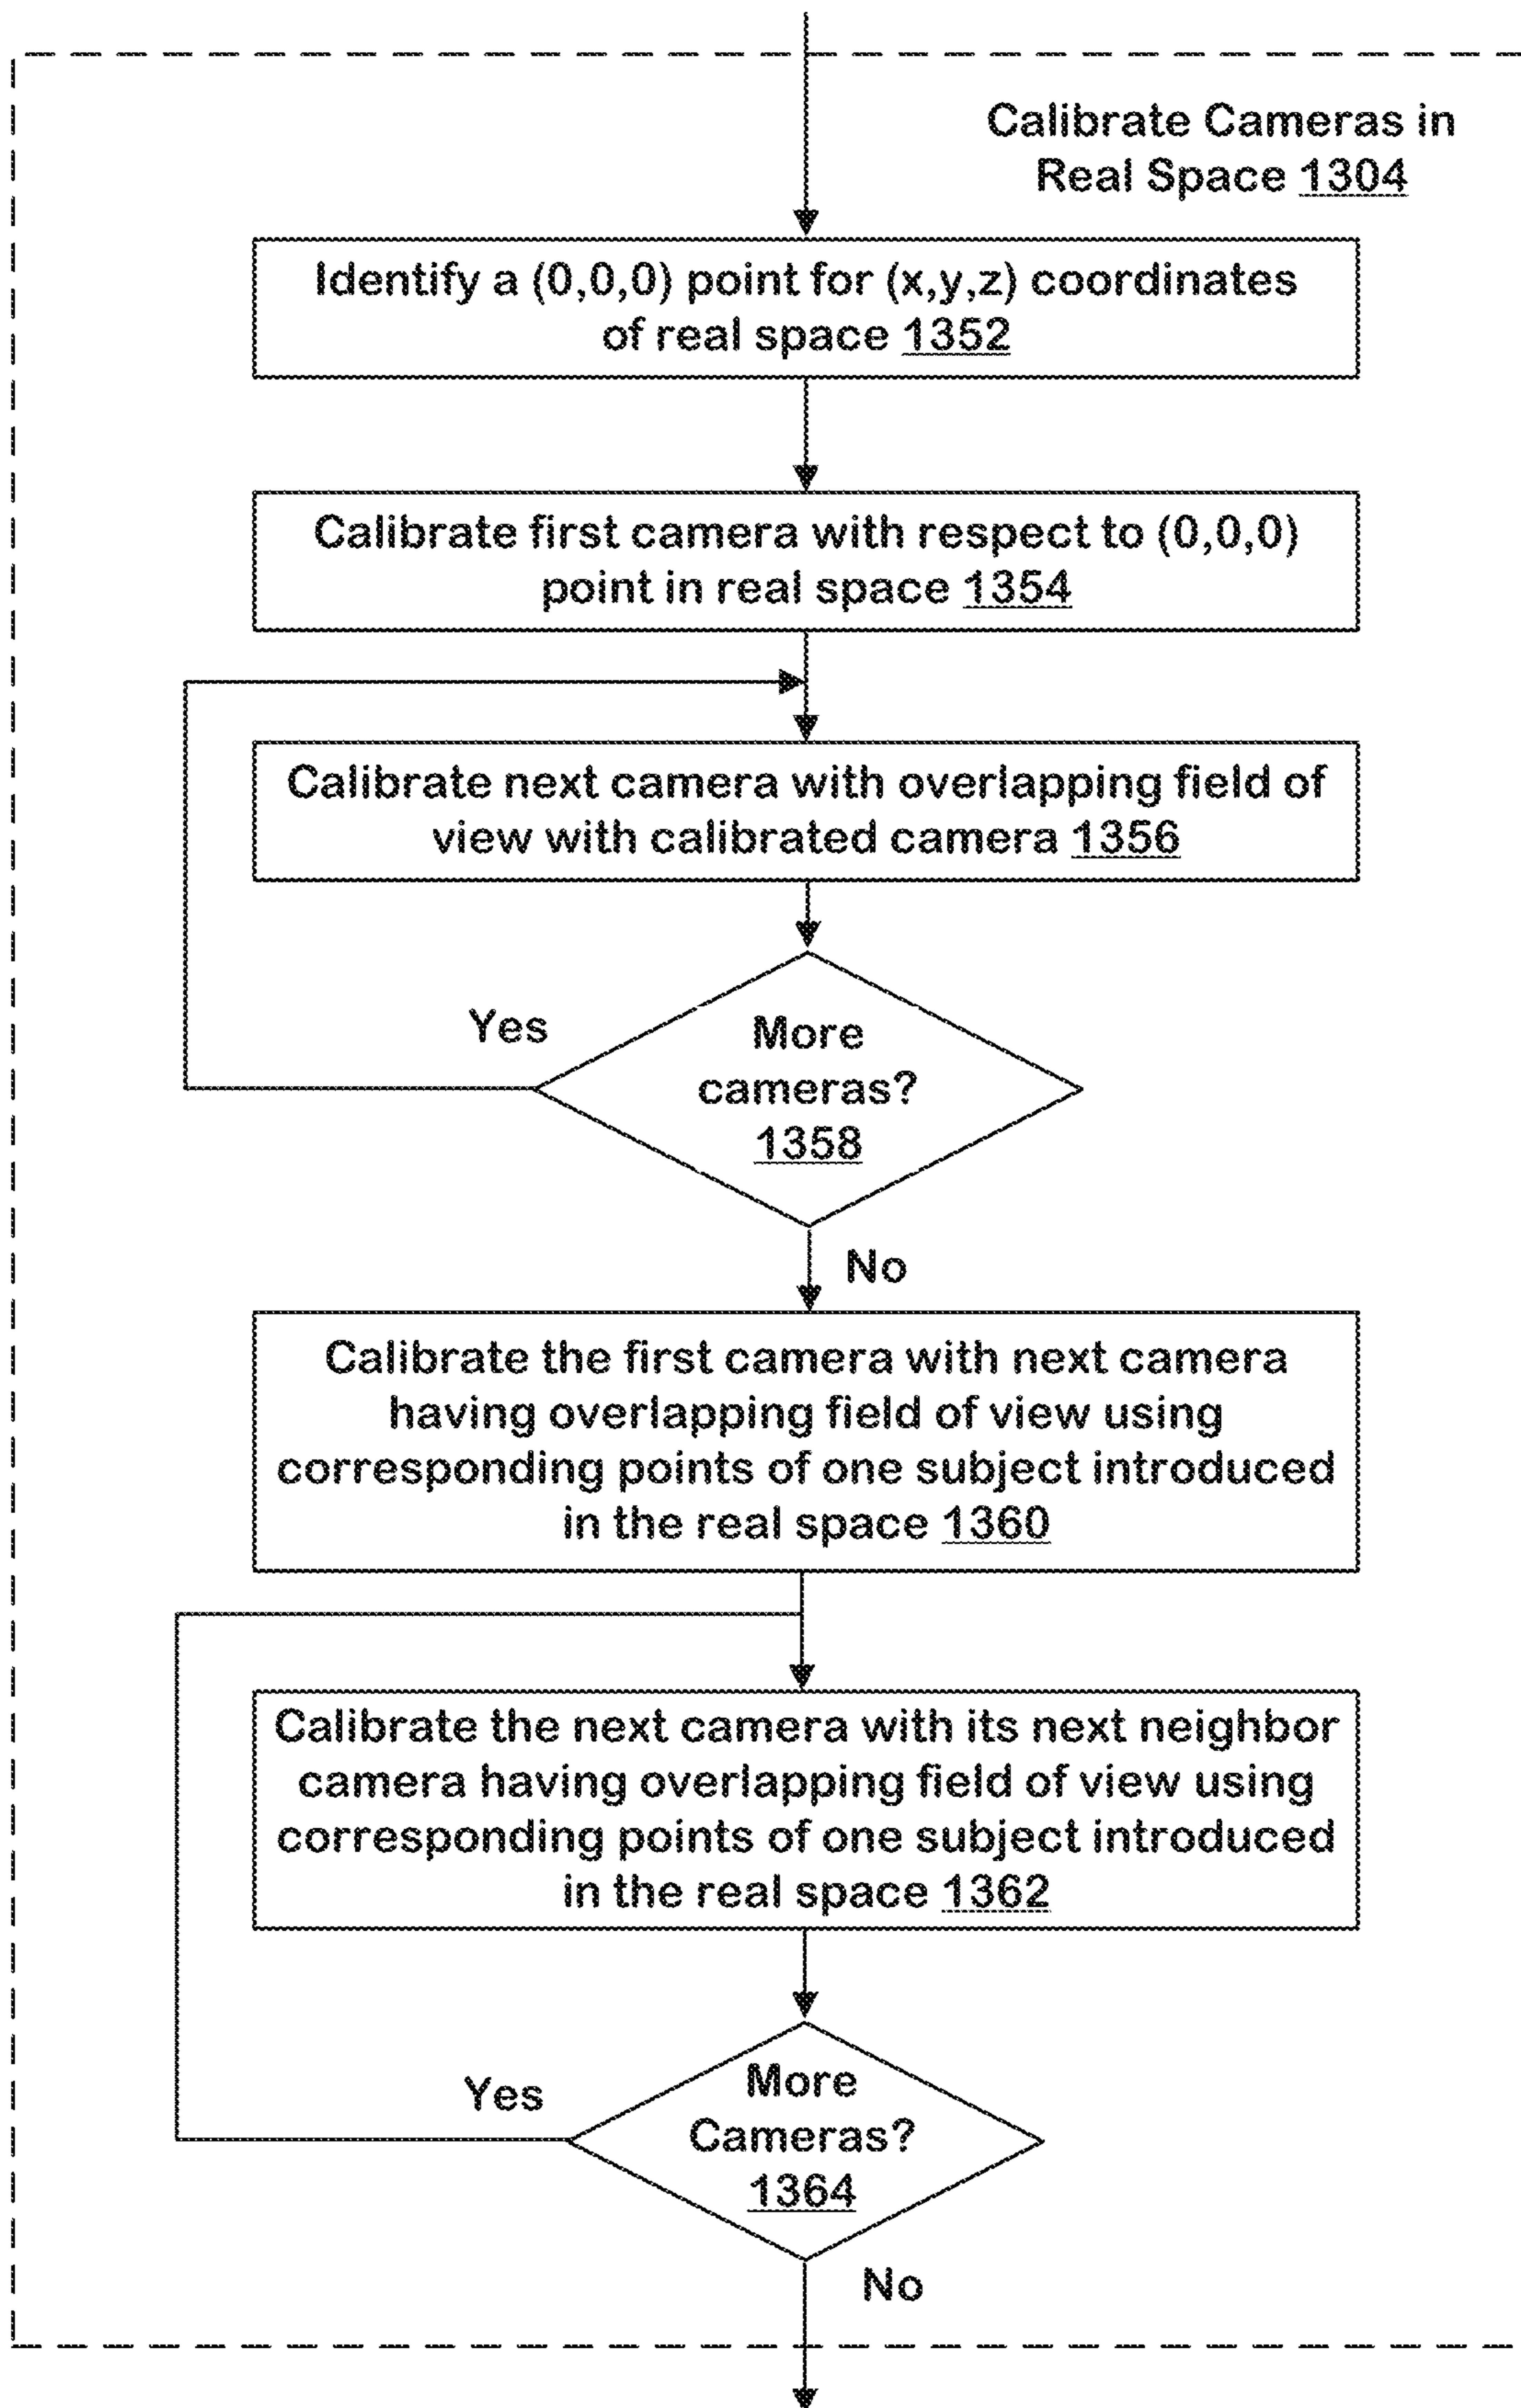 Calibrate Cameras in
Real Space 1304
Identify a (0,0,0) point for (x,y,z) coordinates
of real space 1352
Calibrate first camera with respect to (0,0,0)
point in real space 1354
Calibrate next camera with overlapping field of
view with calibrated camera 1356
Yes
More
cameras?
1358
No
Calibrate the first camera with next camera
having overlapping field of view using
corresponding points of one subject introduced
in the real space 1360
Calibrate the next camera with its next neighbor
camera having overlapping field of view using
corresponding points of one subject introduced
in the real space 1362
Yes
More
Cameras?
1364
No